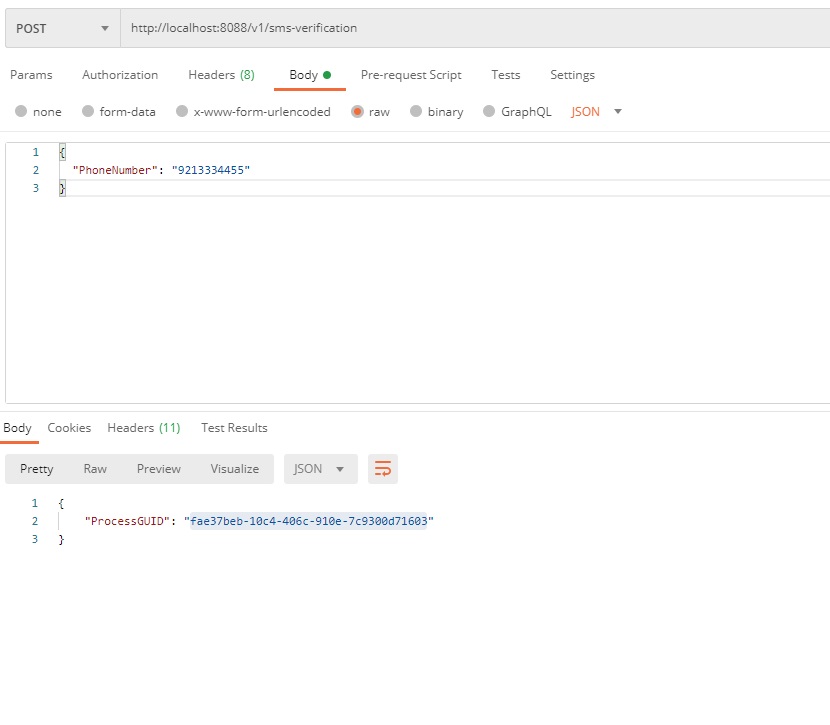 POST http://localhost:8088/v1/sms-verification
Params Authorization Headers (8) Body Pre-request Script Tests Settings
none form-data x-www-form-urlencoded raw binary GraphQL JSON
1 {
2 "PhoneNumber": "9213334455"
3 }
Body Cookies Headers (11) Test Results
Pretty Raw Preview Visualize JSON
1 {
2 "ProcessGUID": "fae37beb-10c4-406c-910e-7c9300d71603"
3 }